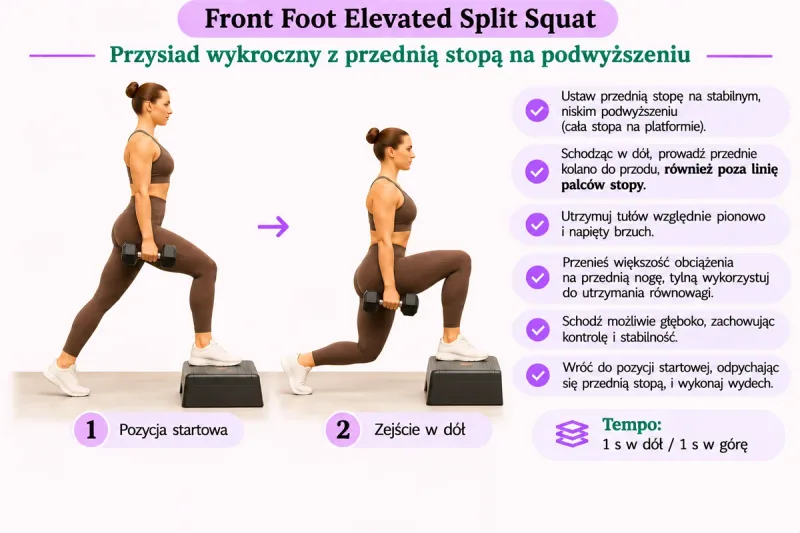 Front Foot Elevated Split Squat
Przysiad wykroczny z przednią stopą na podwyższeniu
Ustaw przednią stopę na stabilnym,
niskim podwyższeniu
(cała stopa na platformie).
Schodząc w dół, prowadź przednie
kolano do przodu, również poza linię
palców stopy.
Utrzymuj tułów względnie pionowo
i napięty brzuch.
Przenieś większość obciążenia
na przednią nogę, tylną wykorzystuj
do utrzymania równowagi.
Schodź możliwie głęboko, zachowując
kontrolę i stabilność.
Wróć do pozycji startowej, odpychając
się przednią stopą, i wykonaj wydech.
1 Pozycja startowa
2 Zejście w dół
Tempo:
1 s w dół / 1 s w górę